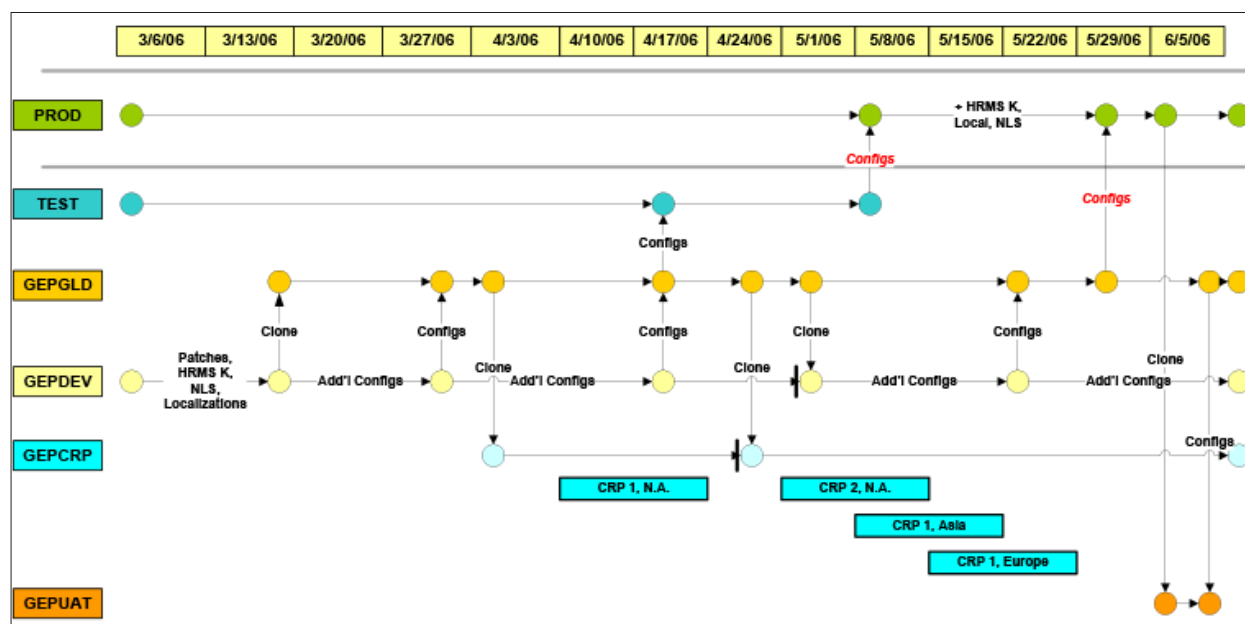 3/6/06 3/13/06 3/20/06 3/27/06 4/3/06 4/10/06 4/17/06 4/24/06 5/1/06 5/8/06 5/15/06 5/22/06 5/29/06 6/5/06
PROD
+ HRMS K,
Local, NLS
Configs
TEST
Configs
Configs
GEPGLD
Clone
Configs
Configs
Clone
Configs
Patches,
HRMS K,
NLS,
Localizations
Clone
Clone
Clone
GEPDEV
Add'l Configs
Add'l Configs
Add'l Configs
Add'l Configs
GEPCRP
Configs
CRP 1, N.A.
CRP 2, N.A.
CRP 1, Asia
CRP 1, Europe
GEPUAT